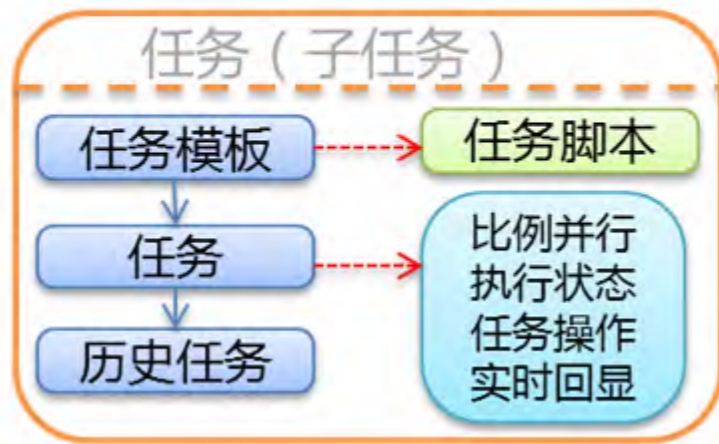 任务（子任务）
任务模板
任务脚本
任务
比例并行
执行状态
任务操作
实时回显
历史任务